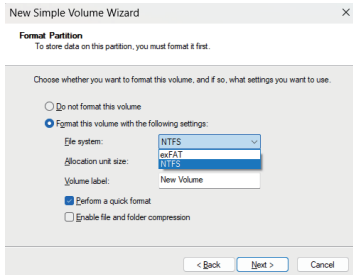 New Simple Volume Wizard
Format Partition
To store data on this partition, you must format it first.
Choose whether you want to format this volume, and if so, what settings you want to use.
Do not format this volume
Format this volume with the following settings:
File system: NTFS
exFAT
NTFS
Allocation unit size:
Volume label: New Volume
Perform a quick format
Enable file and folder compression
< Back Next > Cancel